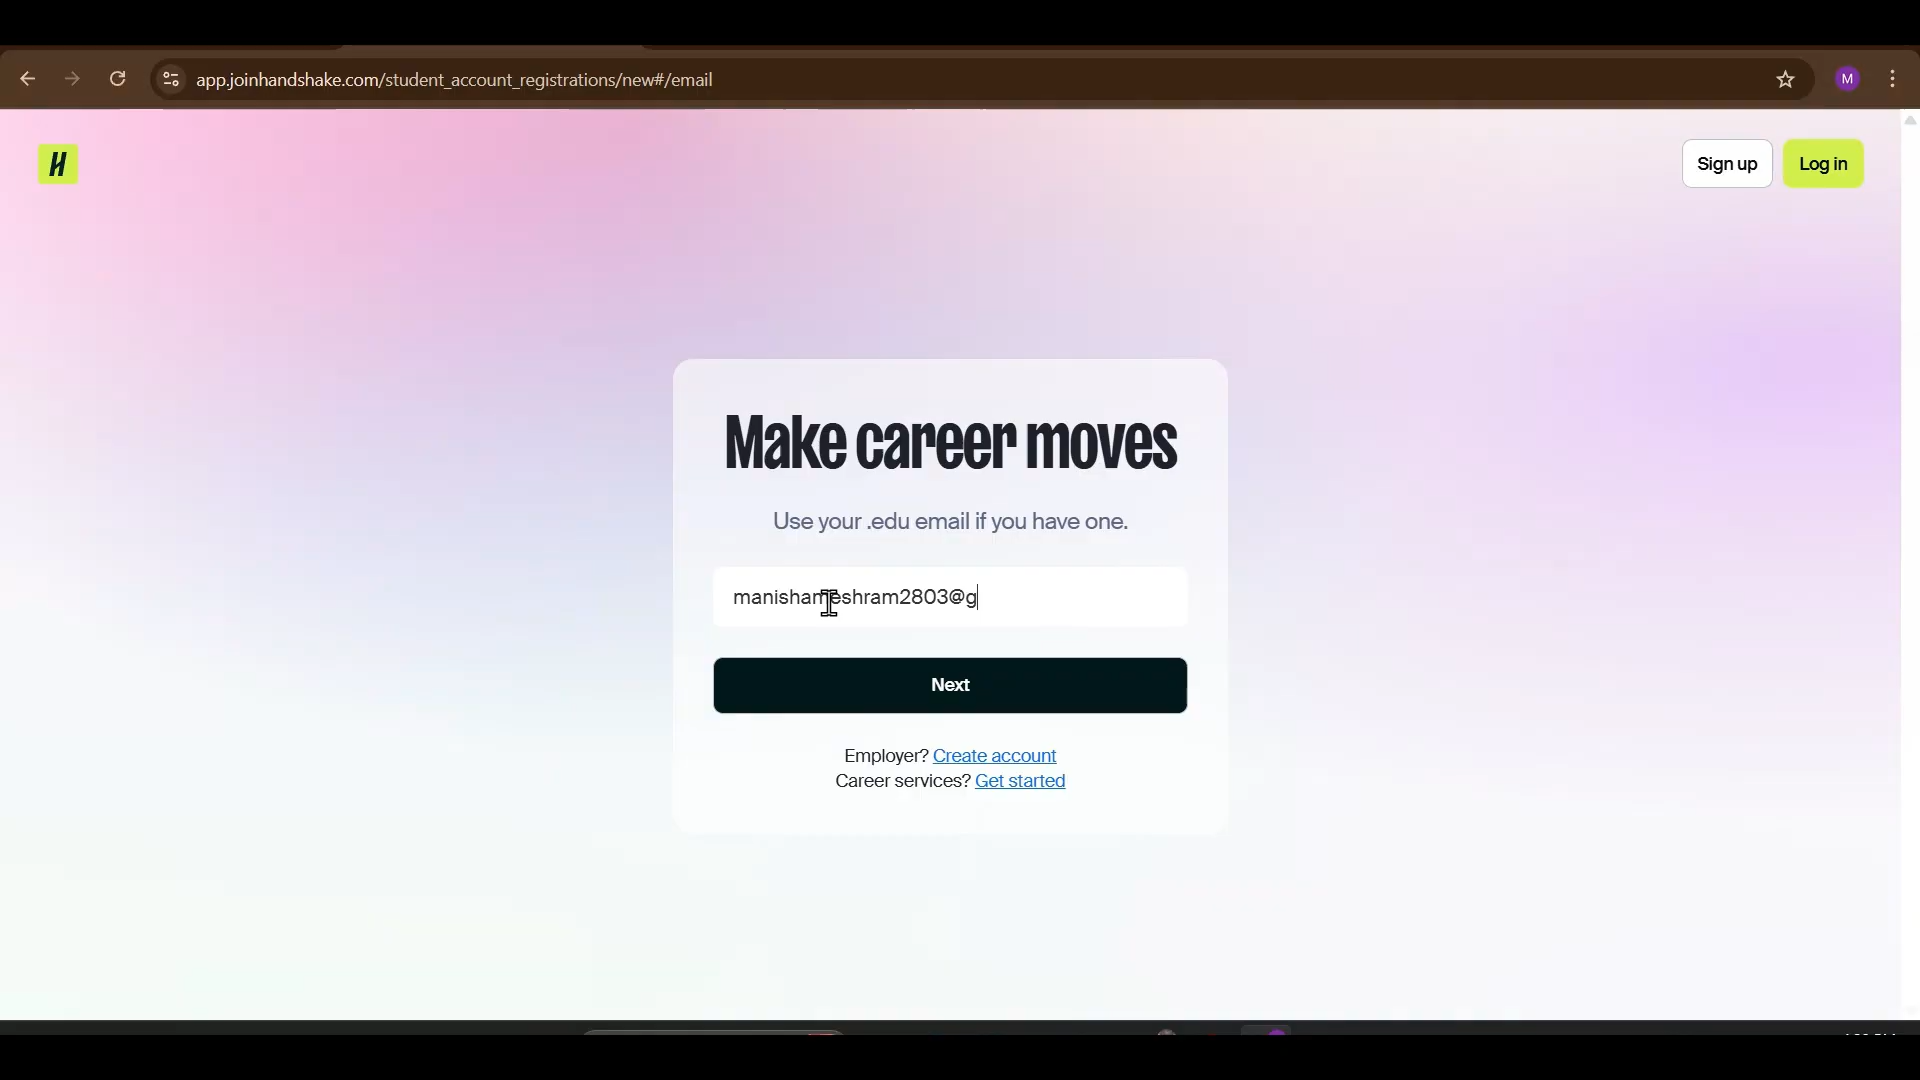 app.joinhandshake.com/student_account_registrations/new#/email
M
H
Sign up
Log in
Make career moves
Use your .edu email if you have one.
manishameshram2803@g
Next
Employer? Create account
Career services? Get started